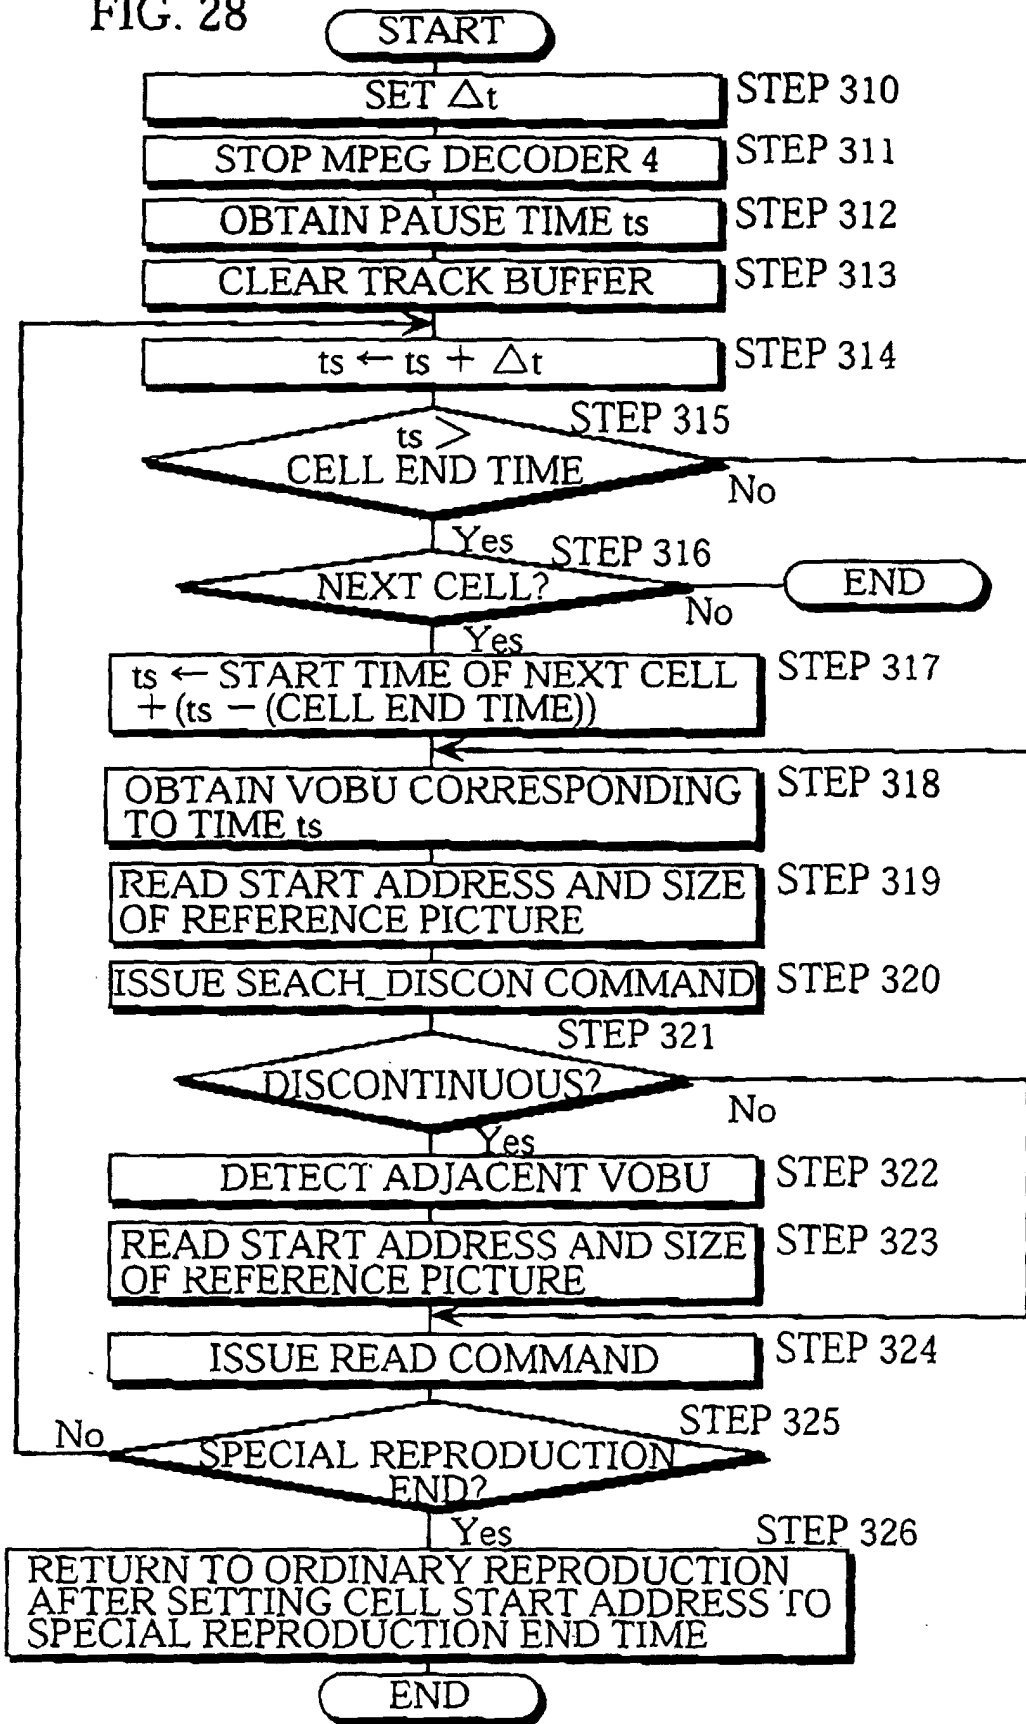 FIG. 28
START
SET △t
STEP 310
STOP MPEG DECODER 4
STEP 311
OBTAIN PAUSE TIME ts
STEP 312
CLEAR TRACK BUFFER
STEP 313
ts ← ts + △t
STEP 314
STEP 315
ts >
CELL END TIME
No
Yes
STEP 316
NEXT CELL?
No
END
Yes
ts ← START TIME OF NEXT CELL
+ (ts − (CELL END TIME))
STEP 317
OBTAIN VOBU CORRESPONDING
TO TIME ts
STEP 318
READ START ADDRESS AND SIZE
OF REFERENCE PICTURE
STEP 319
ISSUE SEACH_DISCON COMMAND
STEP 320
STEP 321
DISCONTINUOUS?
No
Yes
DETECT ADJACENT VOBU
STEP 322
READ START ADDRESS AND SIZE
OF REFERENCE PICTURE
STEP 323
ISSUE READ COMMAND
STEP 324
STEP 325
No
SPECIAL REPRODUCTION
END?
Yes
STEP 326
RETURN TO ORDINARY REPRODUCTION
AFTER SETTING CELL START ADDRESS TO
SPECIAL REPRODUCTION END TIME
END